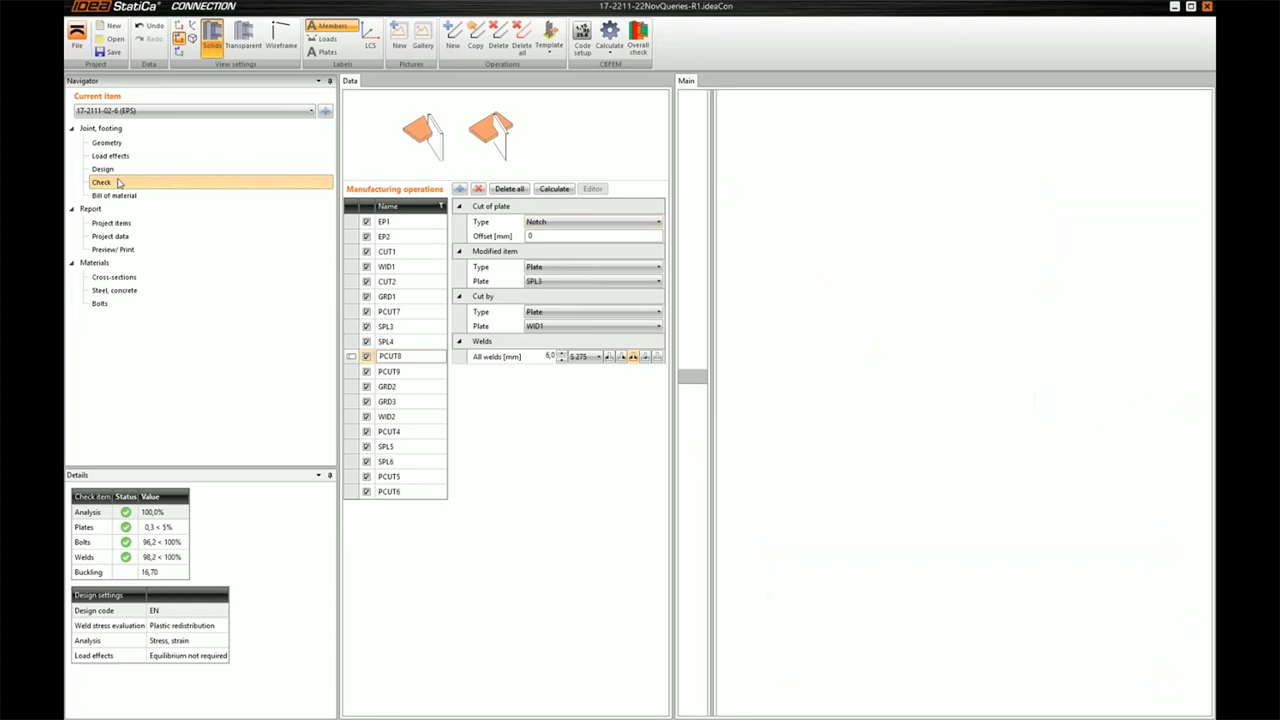 IDEA StatiCa® CONNECTION
17-2211-22NovQueries-R1.ideaCon
File
New
Open
Save
Project
Undo
Redo
Data
Solids
Transparent
Wireframe
View settings
Members
Loads
Plates
LCS
Labels
New
Gallery
Pictures
New
Copy
Delete
Delete all
Template
Operations
Code setup
Calculate
Overall check
CBFEM
Navigator
Current item
17-2111-02-6 (EPS)
Joint, footing
Geometry
Load effects
Design
Check
Bill of material
Report
Project items
Project data
Preview/ Print
Materials
Cross-sections
Steel, concrete
Bolts
Details
Check item Status Value
Analysis 100,0%
Plates 0,3 < 5%
Bolts 96,2 < 100%
Welds 98,2 < 100%
Buckling 16,70
Design settings
Design code EN
Weld stress evaluation Plastic redistribution
Analysis Stress, strain
Load effects Equilibrium not required
Data
Manufacturing operations
Delete all
Calculate
Editor
Name
EP1
EP2
CUT1
WID1
CUT2
GRD1
PCUT7
SPL3
SPL4
PCUT8
PCUT9
GRD2
GRD3
WID2
PCUT4
SPL5
SPL6
PCUT5
PCUT6
Cut of plate
Type Notch
Offset [mm] 0
Modified item
Type Plate
Plate SPL3
Cut by
Type Plate
Plate WID1
Welds
All welds [mm] 6,0 S 275
Main